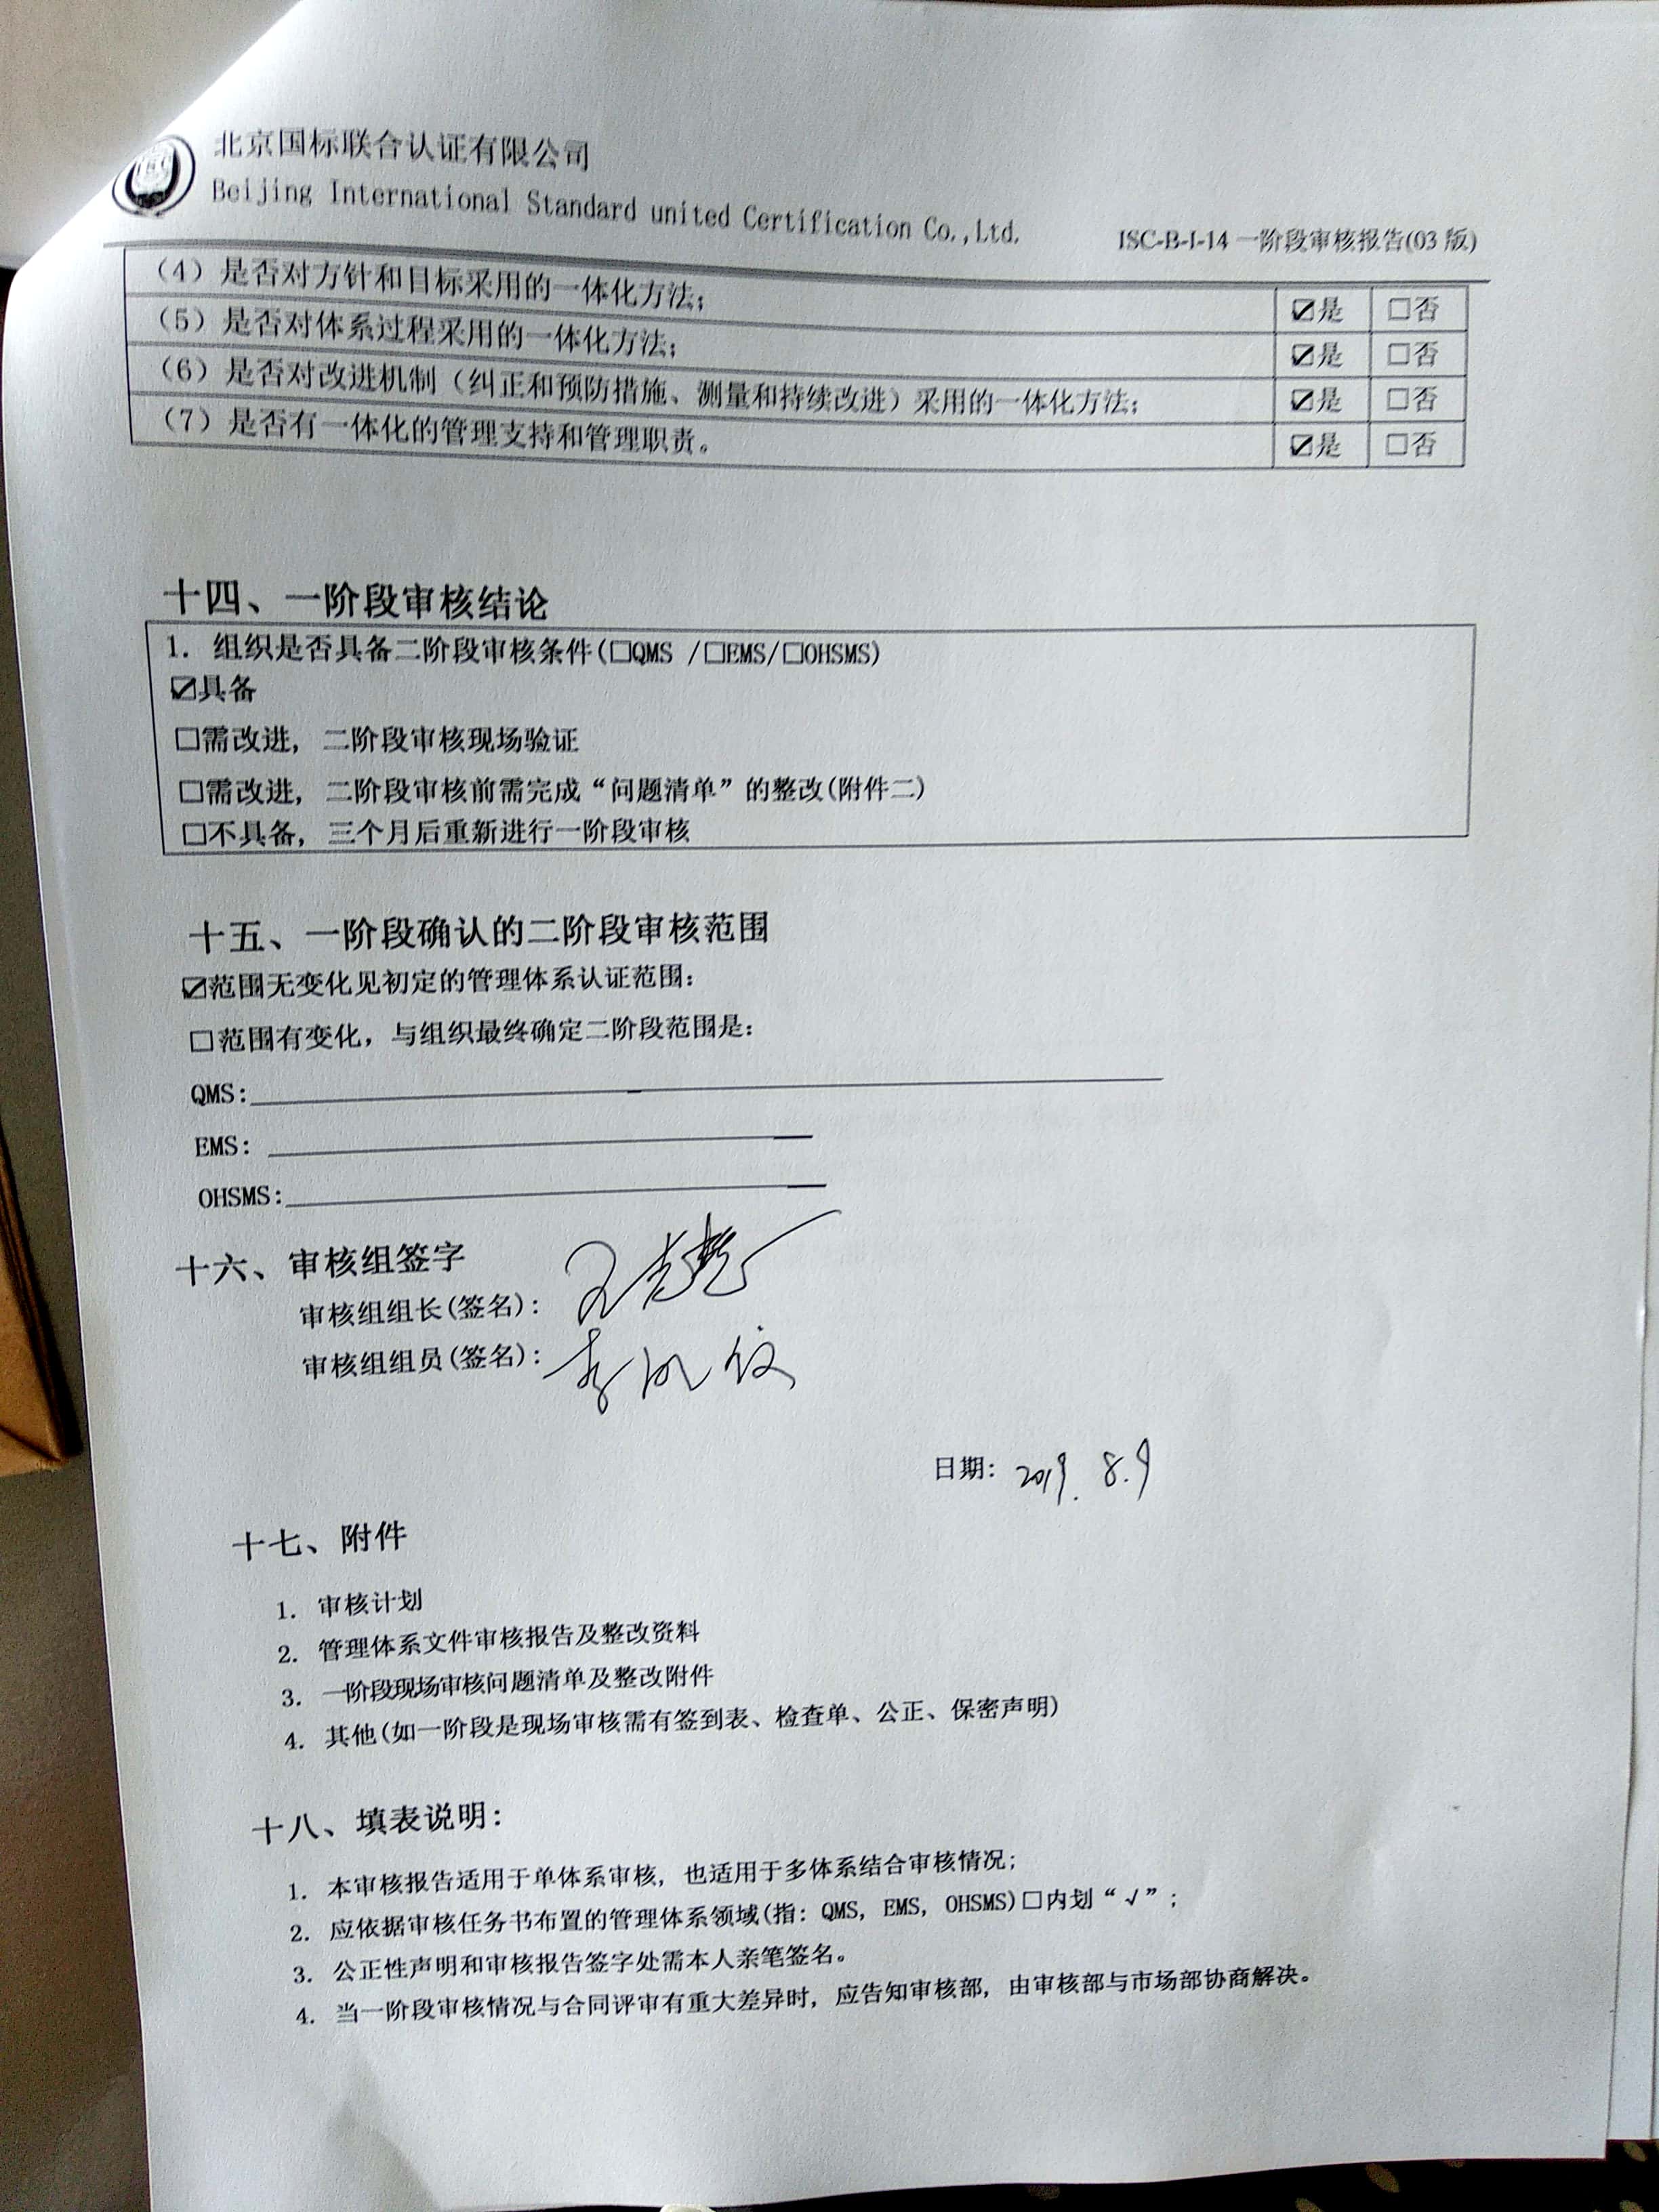 北京国标联合认证有限公司
Beijing International Standard united Certification Co.,Ltd.
ISC-B-I-14 一阶段审核报告(03 版)
(4) 是否对方针和目标采用的一体化方法; ☑是 □否
(5) 是否对体系过程采用的一体化方法; ☑是 □否
(6) 是否对改进机制(纠正和预防措施、测量和持续改进)采用的一体化方法; ☑是 □否
(7) 是否有一体化的管理支持和管理职责。 ☑是 □否
十四、一阶段审核结论
1. 组织是否具备二阶段审核条件(□QMS /□EMS/□OHSMS)
☑具备
□需改进, 二阶段审核现场验证
□需改进, 二阶段审核前需完成“问题清单”的整改(附件二)
□不具备, 三个月后重新进行一阶段审核
十五、一阶段确认的二阶段审核范围
☑范围无变化见初定的管理体系认证范围:
□范围有变化, 与组织最终确定二阶段范围是:
QMS:
EMS:
OHSMS:
十六、审核组签字
审核组组长(签名):
审核组组员(签名):
日期: 2019. 8.9
十七、附件
1. 审核计划
2. 管理体系文件审核报告及整改资料
3. 一阶段现场审核问题清单及整改附件
4. 其他(如一阶段是现场审核需有签到表、检查单、公正、保密声明)
十八、填表说明:
1. 本审核报告适用于单体系审核, 也适用于多体系结合审核情况;
2. 应依据审核任务书布置的管理体系领域(指: QMS, EMS, OHSMS)□内划“√”;
3. 公正性声明和审核报告签字处需本人亲笔签名。
4. 当一阶段审核情况与合同评审有重大差异时, 应告知审核部, 由审核部与市场部协商解决。